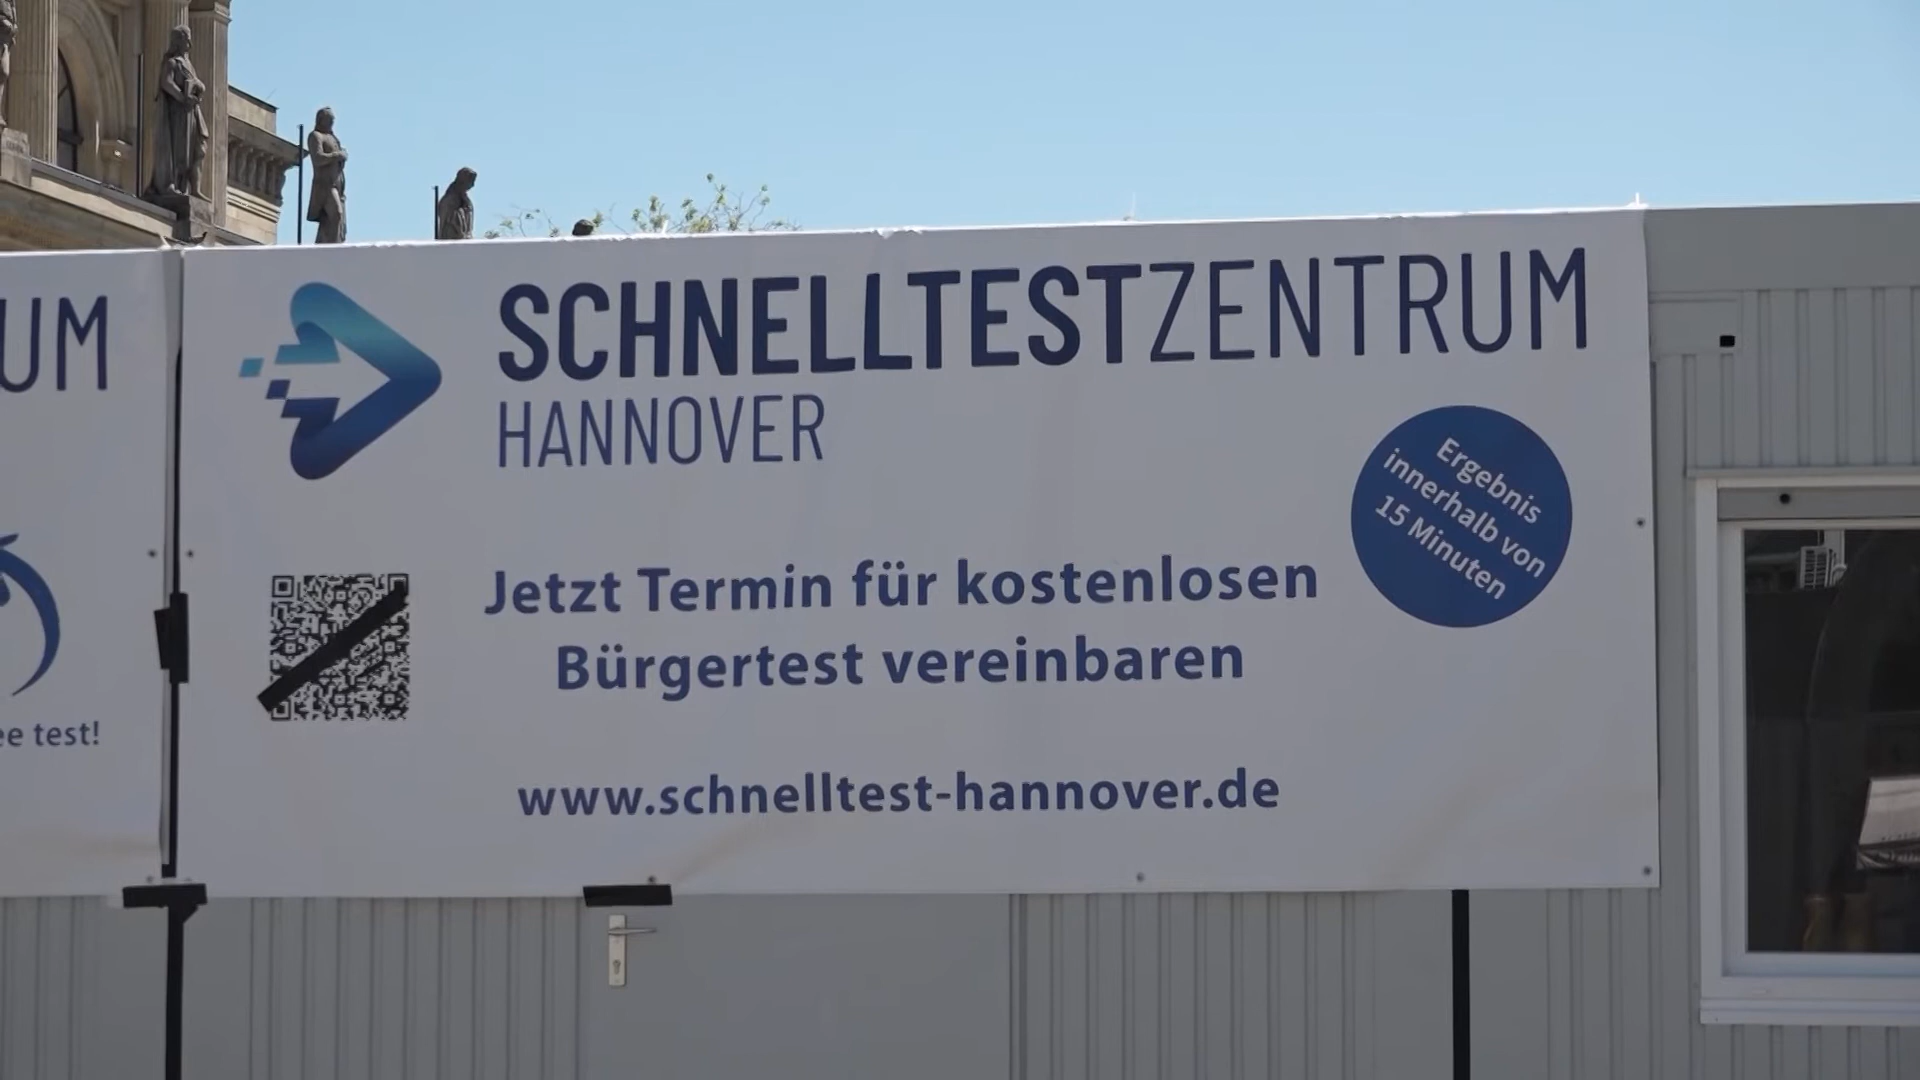 UM
ee test!
SCHNELLTESTZENTRUM
HANNOVER
Ergebnis
innerhalb von
15 Minuten
Jetzt Termin für kostenlosen
Bürgertest vereinbaren
www.schnelltest-hannover.de